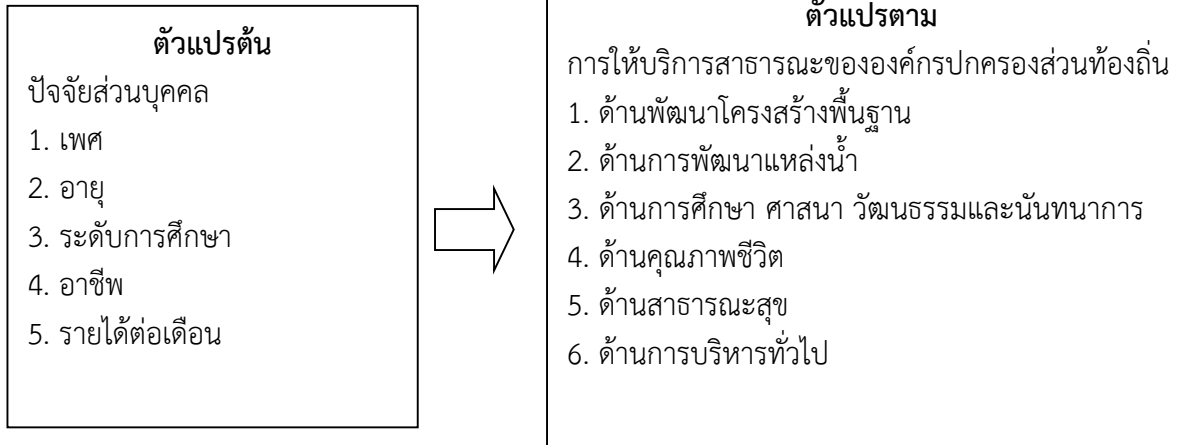 ตัวแปรต้น
ปัจจัยส่วนบุคคล
1. เพศ
2. อายุ
3. ระดับการศึกษา
4. อาชีพ
5. รายได้ต่อเดือน
ตัวแปรตาม
การให้บริการสาธารณะขององค์กรปกครองส่วนท้องถิ่น
1. ด้านพัฒนาโครงสร้างพื้นฐาน
2. ด้านการพัฒนาแหล่งน้ำ
3. ด้านการศึกษา ศาสนา วัฒนธรรมและนันทนาการ
4. ด้านคุณภาพชีวิต
5. ด้านสาธารณะสุข
6. ด้านการบริหารทั่วไป